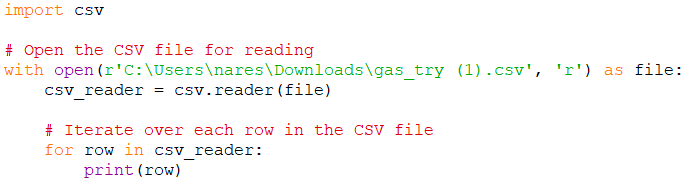 import csv

# Open the CSV file for reading
with open(r'C:\Users\nares\Downloads\gas_try (1).csv', 'r') as file:
    csv_reader = csv.reader(file)

    # Iterate over each row in the CSV file
    for row in csv_reader:
        print(row)